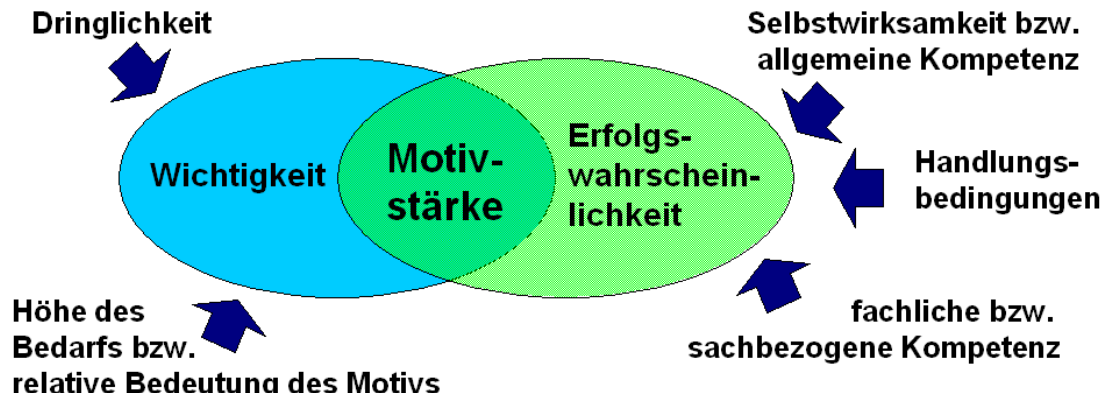 Dringlichkeit
Selbstwirksamkeit bzw.
allgemeine Kompetenz
Wichtigkeit
Motiv-
stärke
Erfolgs-
wahrschein-
lichkeit
Handlungs-
bedingungen
Höhe des
Bedarfs bzw.
relative Bedeutung des Motivs
fachliche bzw.
sachbezogene Kompetenz